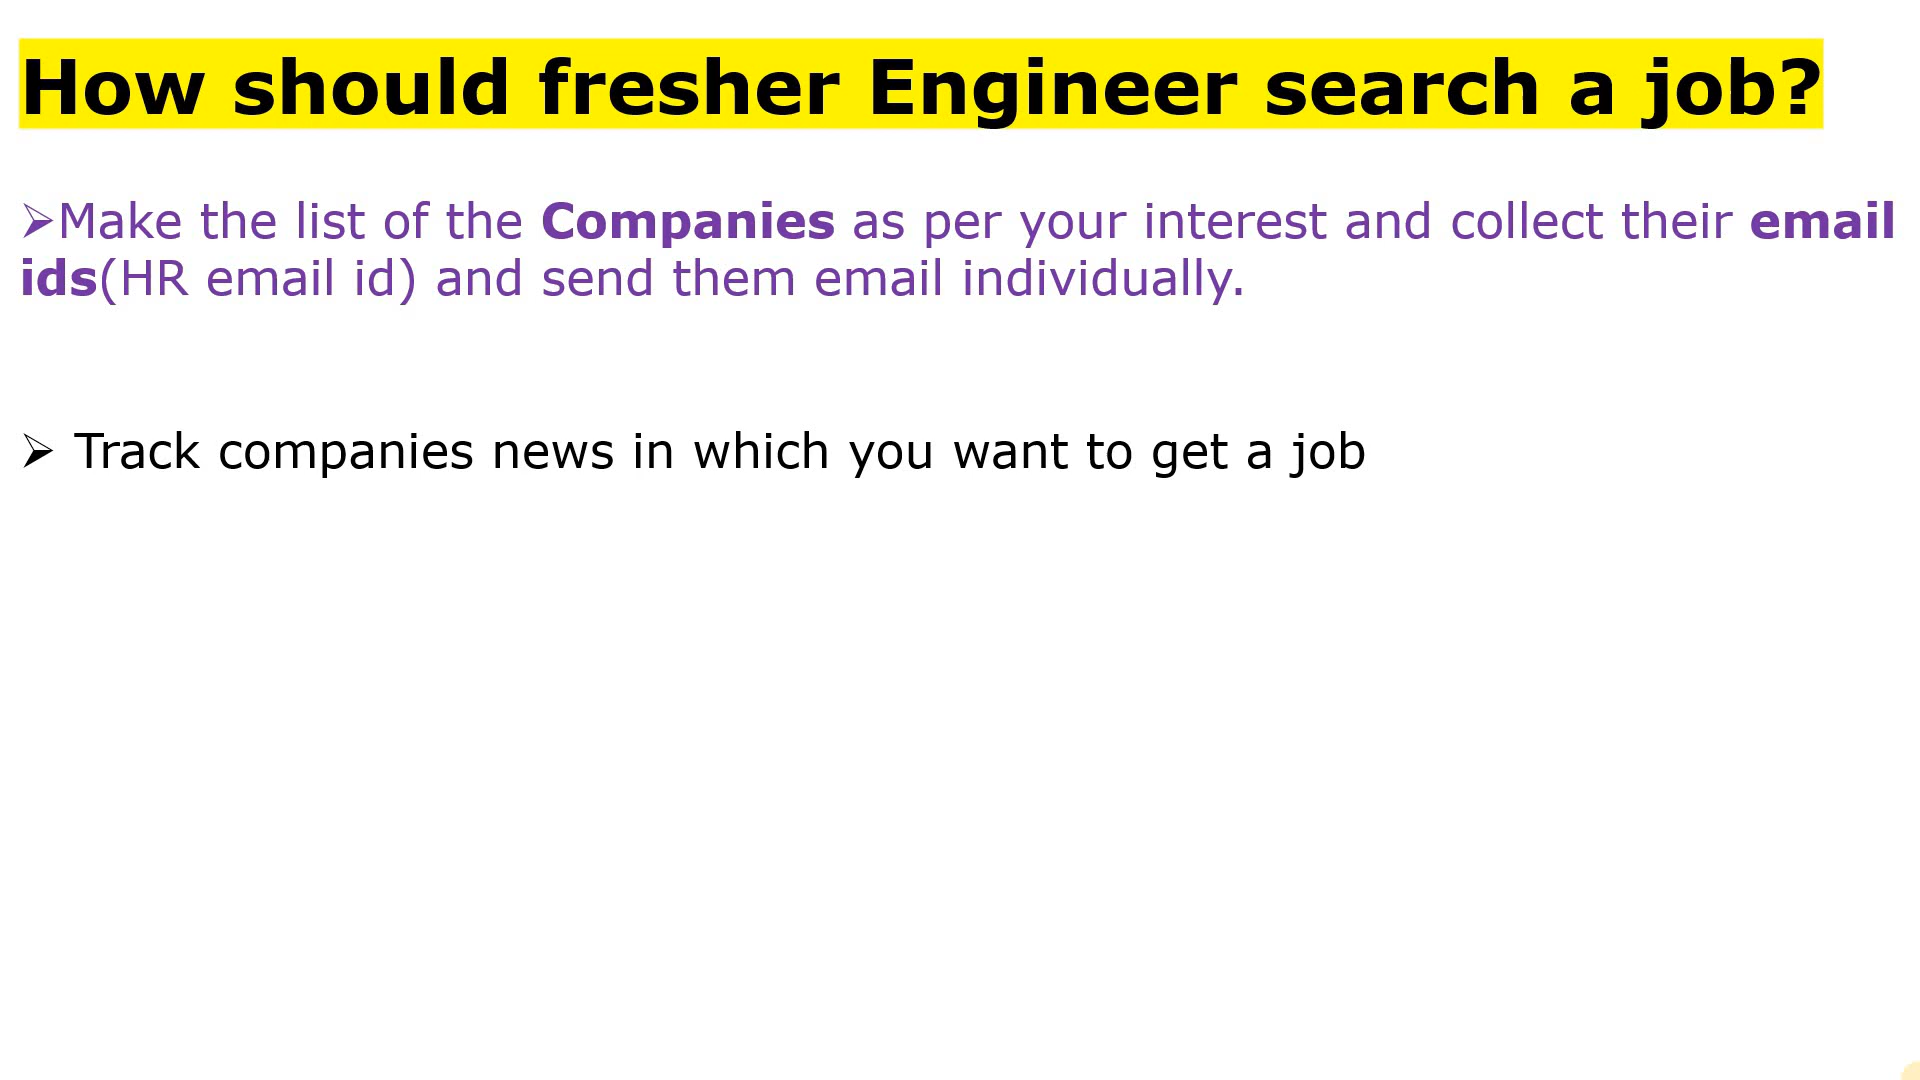 How should fresher Engineer search a job?
➢Make the list of the Companies as per your interest and collect their email
ids(HR email id) and send them email individually.
➢ Track companies news in which you want to get a job